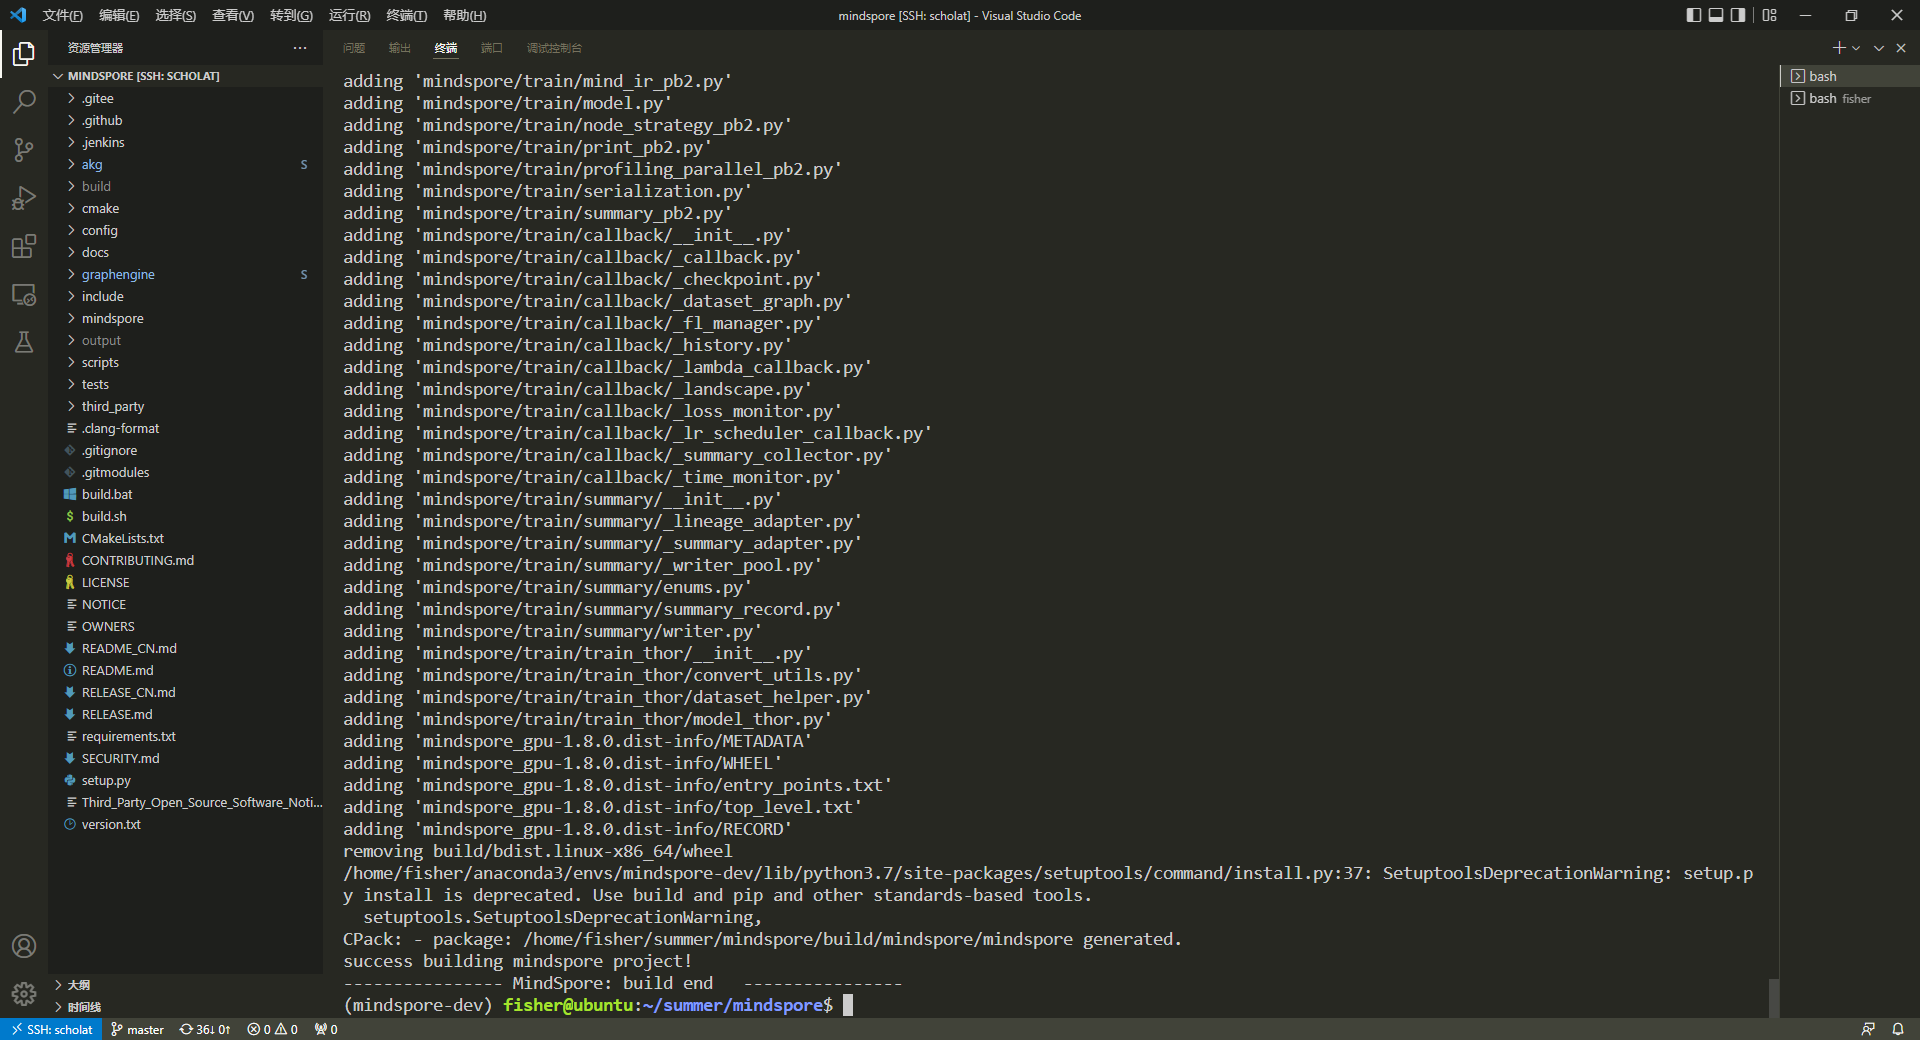 文件(F) 编辑(E) 选择(S) 查看(V) 转到(G) 运行(R) 终端(T) 帮助(H)
mindspore [SSH: scholat] - Visual Studio Code
资源管理器
MINDSPORE [SSH: SCHOLAT]
.gitee
.github
.jenkins
akg S
build
cmake
config
docs
graphengine S
include
mindspore
output
scripts
tests
third_party
.clang-format
.gitignore
.gitmodules
build.bat
build.sh
CMakeLists.txt
CONTRIBUTING.md
LICENSE
NOTICE
OWNERS
README_CN.md
README.md
RELEASE_CN.md
RELEASE.md
requirements.txt
SECURITY.md
setup.py
Third_Party_Open_Source_Software_Noti...
version.txt
大纲
时间线
问题 输出 终端 端口 调试控制台
adding 'mindspore/train/mind_ir_pb2.py'
adding 'mindspore/train/model.py'
adding 'mindspore/train/node_strategy_pb2.py'
adding 'mindspore/train/print_pb2.py'
adding 'mindspore/train/profiling_parallel_pb2.py'
adding 'mindspore/train/serialization.py'
adding 'mindspore/train/summary_pb2.py'
adding 'mindspore/train/callback/__init__.py'
adding 'mindspore/train/callback/_callback.py'
adding 'mindspore/train/callback/_checkpoint.py'
adding 'mindspore/train/callback/_dataset_graph.py'
adding 'mindspore/train/callback/_fl_manager.py'
adding 'mindspore/train/callback/_history.py'
adding 'mindspore/train/callback/_lambda_callback.py'
adding 'mindspore/train/callback/_landscape.py'
adding 'mindspore/train/callback/_loss_monitor.py'
adding 'mindspore/train/callback/_lr_scheduler_callback.py'
adding 'mindspore/train/callback/_summary_collector.py'
adding 'mindspore/train/callback/_time_monitor.py'
adding 'mindspore/train/summary/__init__.py'
adding 'mindspore/train/summary/_lineage_adapter.py'
adding 'mindspore/train/summary/_summary_adapter.py'
adding 'mindspore/train/summary/_writer_pool.py'
adding 'mindspore/train/summary/enums.py'
adding 'mindspore/train/summary/summary_record.py'
adding 'mindspore/train/summary/writer.py'
adding 'mindspore/train/train_thor/__init__.py'
adding 'mindspore/train/train_thor/convert_utils.py'
adding 'mindspore/train/train_thor/dataset_helper.py'
adding 'mindspore/train/train_thor/model_thor.py'
adding 'mindspore_gpu-1.8.0.dist-info/METADATA'
adding 'mindspore_gpu-1.8.0.dist-info/WHEEL'
adding 'mindspore_gpu-1.8.0.dist-info/entry_points.txt'
adding 'mindspore_gpu-1.8.0.dist-info/top_level.txt'
adding 'mindspore_gpu-1.8.0.dist-info/RECORD'
removing build/bdist.linux-x86_64/wheel
/home/fisher/anaconda3/envs/mindspore-dev/lib/python3.7/site-packages/setuptools/command/install.py:37: SetuptoolsDeprecationWarning: setup.p
y install is deprecated. Use build and pip and other standards-based tools.
setuptools.SetuptoolsDeprecationWarning,
CPack: - package: /home/fisher/summer/mindspore/build/mindspore/mindspore generated.
success building mindspore project!
---------------- MindSpore: build end   ----------------
(mindspore-dev) fisher@ubuntu:~/summer/mindspore$
bash
bash fisher
SSH: scholat master 36↓ 0↑ 0 0 0